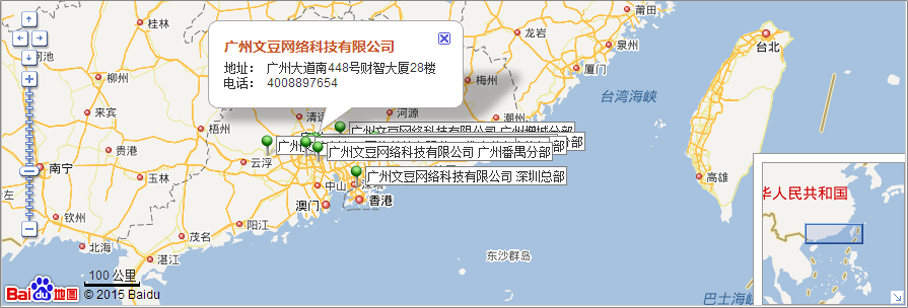 桂林
莆田
龙岩
泉州
台北
广州文豆网络科技有限公司
地址： 广州大道南448号财智大厦28楼
电话： 4008897654
柳州
梅州
厦门
台湾海峡
来宾
梧州
清远
河源
潮州
贵港
云浮
广州文豆网络科技有限公司 广州增城分部
广州文豆网络科技有限公司 广州番禺分部
广州文豆网络科技有限公司 深圳总部
分部
南宁
玉林
中山
深圳
澳门
香港
高雄
华人民共和国
钦州
阳江
茂名
北海
湛江
东沙群岛
巴士海峡
100 公里
Bai du 地图
© 2015 Baidu